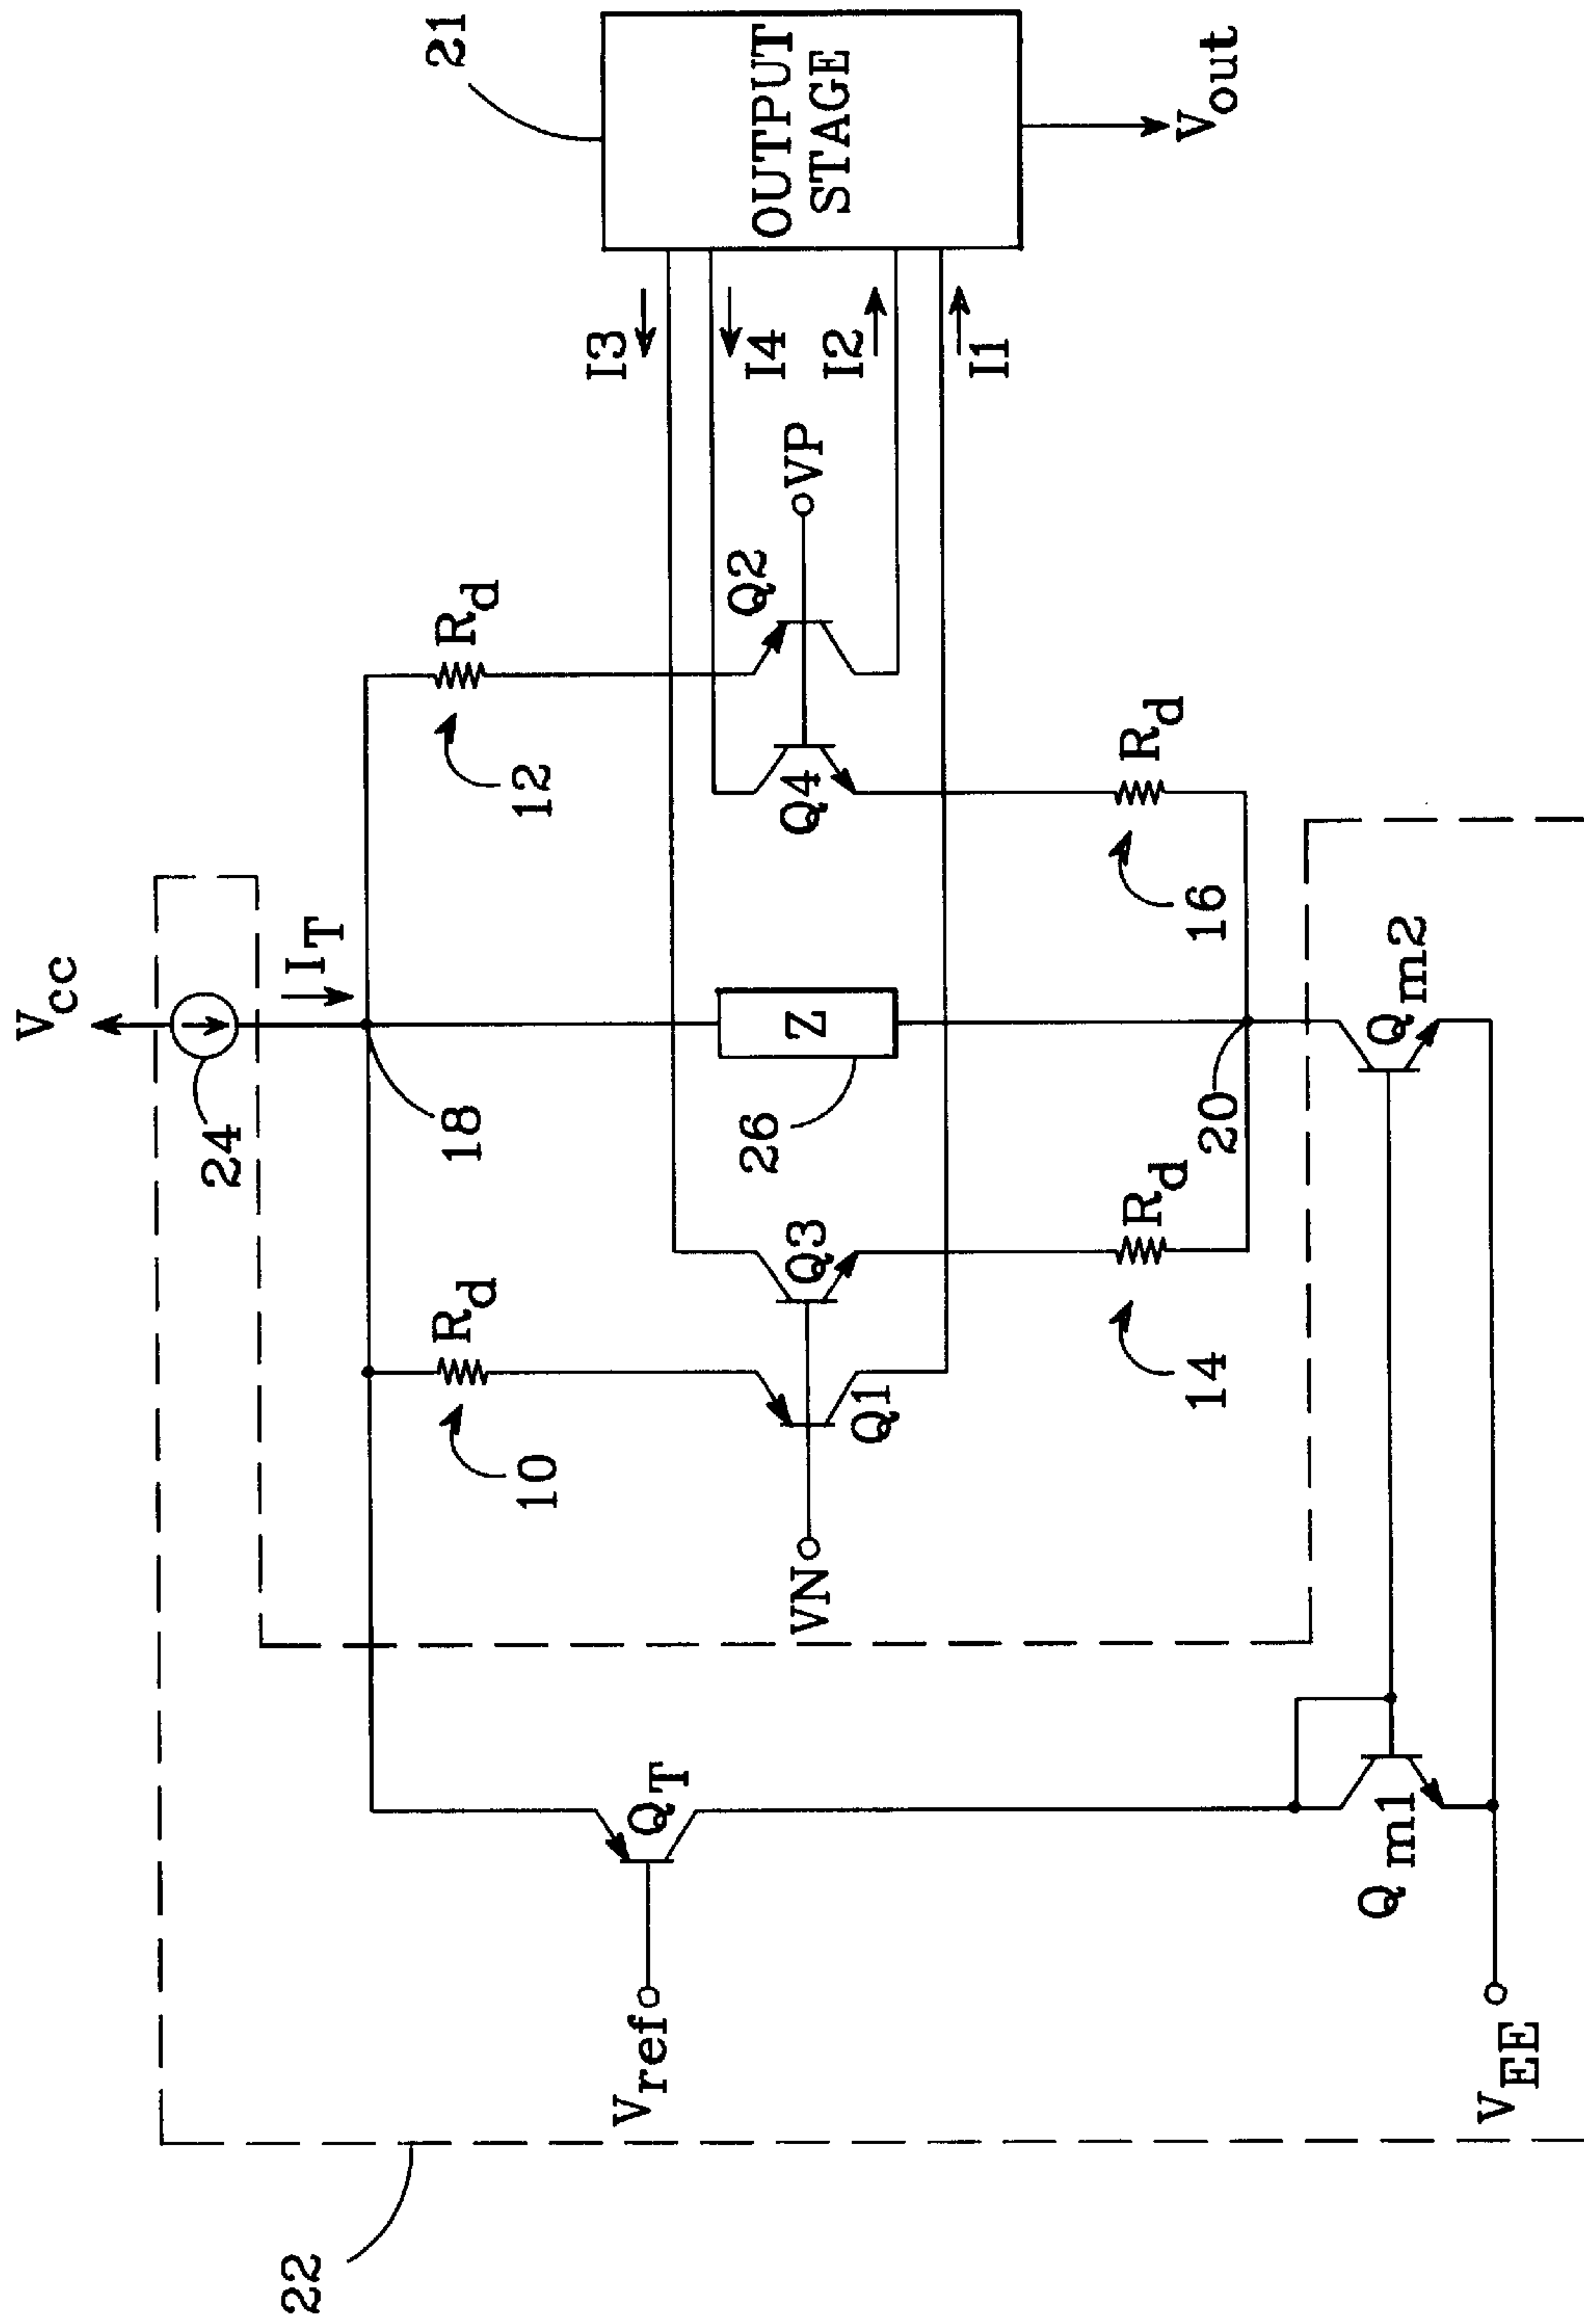 Vcc
24
IT
18
22
10
Rd
12
Rd
I3
I4
I2
I1
21
OUTPUT
STAGE
Vout
Vref
QT
VN
Q1
Q3
26
Z
Q4
Q2
VP
14
Rd
20
16
Rd
Qm1
Qm2
VEE